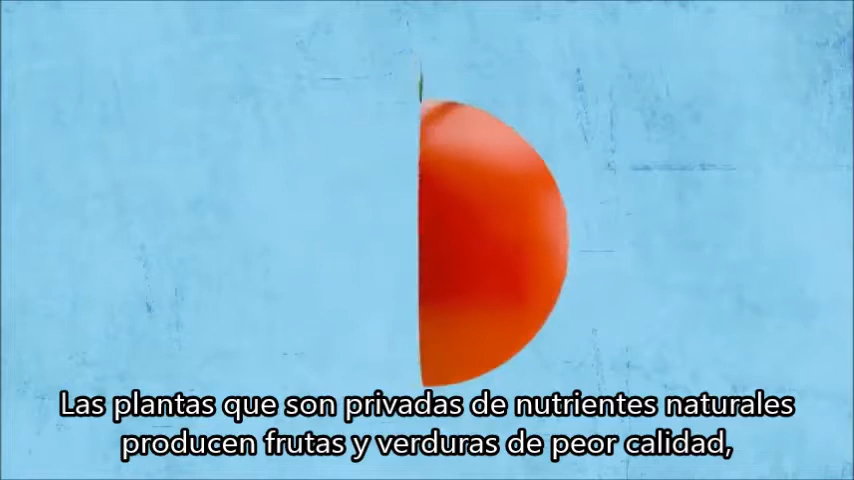 Las plantas que son privadas de nutrientes naturales
producen frutas y verduras de peor calidad,